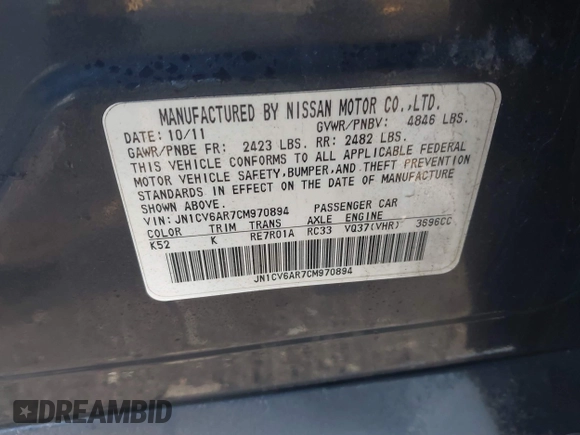 MANUFACTURED BY NISSAN MOTOR CO.,LTD.
DATE: 10/11 GVWR/PNBV: 4846 LBS.
GAWR/PNBE FR: 2423 LBS. RR: 2482 LBS.
THIS VEHICLE CONFORMS TO ALL APPLICABLE FEDERAL
MOTOR VEHICLE SAFETY,BUMPER,AND THEFT PREVENTION
STANDARDS IN EFFECT ON THE DATE OF MANUFACTURE
SHOWN ABOVE.
VIN: JN1CV6AR7CM970894 PASSENGER CAR
COLOR TRIM TRANS AXLE ENGINE
K52 K RE7R01A RC33 VQ37(VHR) 3696CC
JN1CV6AR7CM970894
DREAMBID